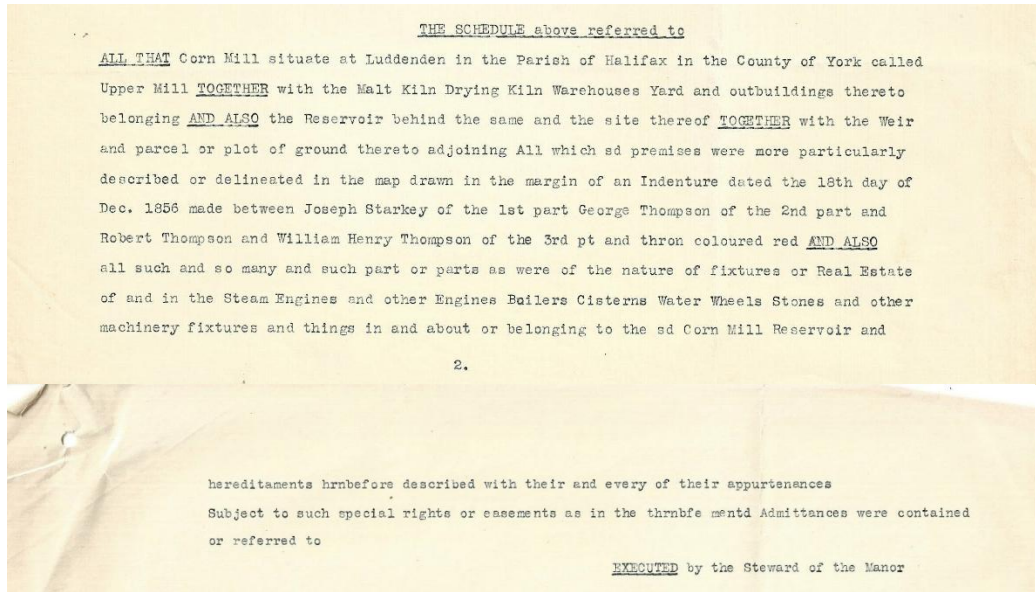 THE SCHEDULE above referred to
ALL THAT Corn Mill situate at Luddenden in the Parish of Halifax in the County of York called
Upper Mill TOGETHER with the Malt Kiln Drying Kiln Warehouses Yard and outbuildings thereto
belonging AND ALSO the Reservoir behind the same and the site thereof TOGETHER with the Weir
and parcel or plot of ground thereto adjoining All which sd premises were more particularly
described or delineated in the map drawn in the margin of an Indenture dated the 18th day of
Dec. 1856 made between Joseph Starkey of the 1st part George Thompson of the 2nd part and
Robert Thompson and William Henry Thompson of the 3rd pt and thron coloured red AND ALSO
all such and so many and such part or parts as were of the nature of fixtures or Real Estate
of and in the Steam Engines and other Engines Boilers Cisterns Water Wheels Stones and other
machinery fixtures and things in and about or belonging to the sd Corn Mill Reservoir and
2.
hereditaments hrnbefore described with their and every of their appurtenances
Subject to such special rights or easements as in the thrnbfe mentd Admittances were contained
or referred to
EXECUTED by the Steward of the Manor